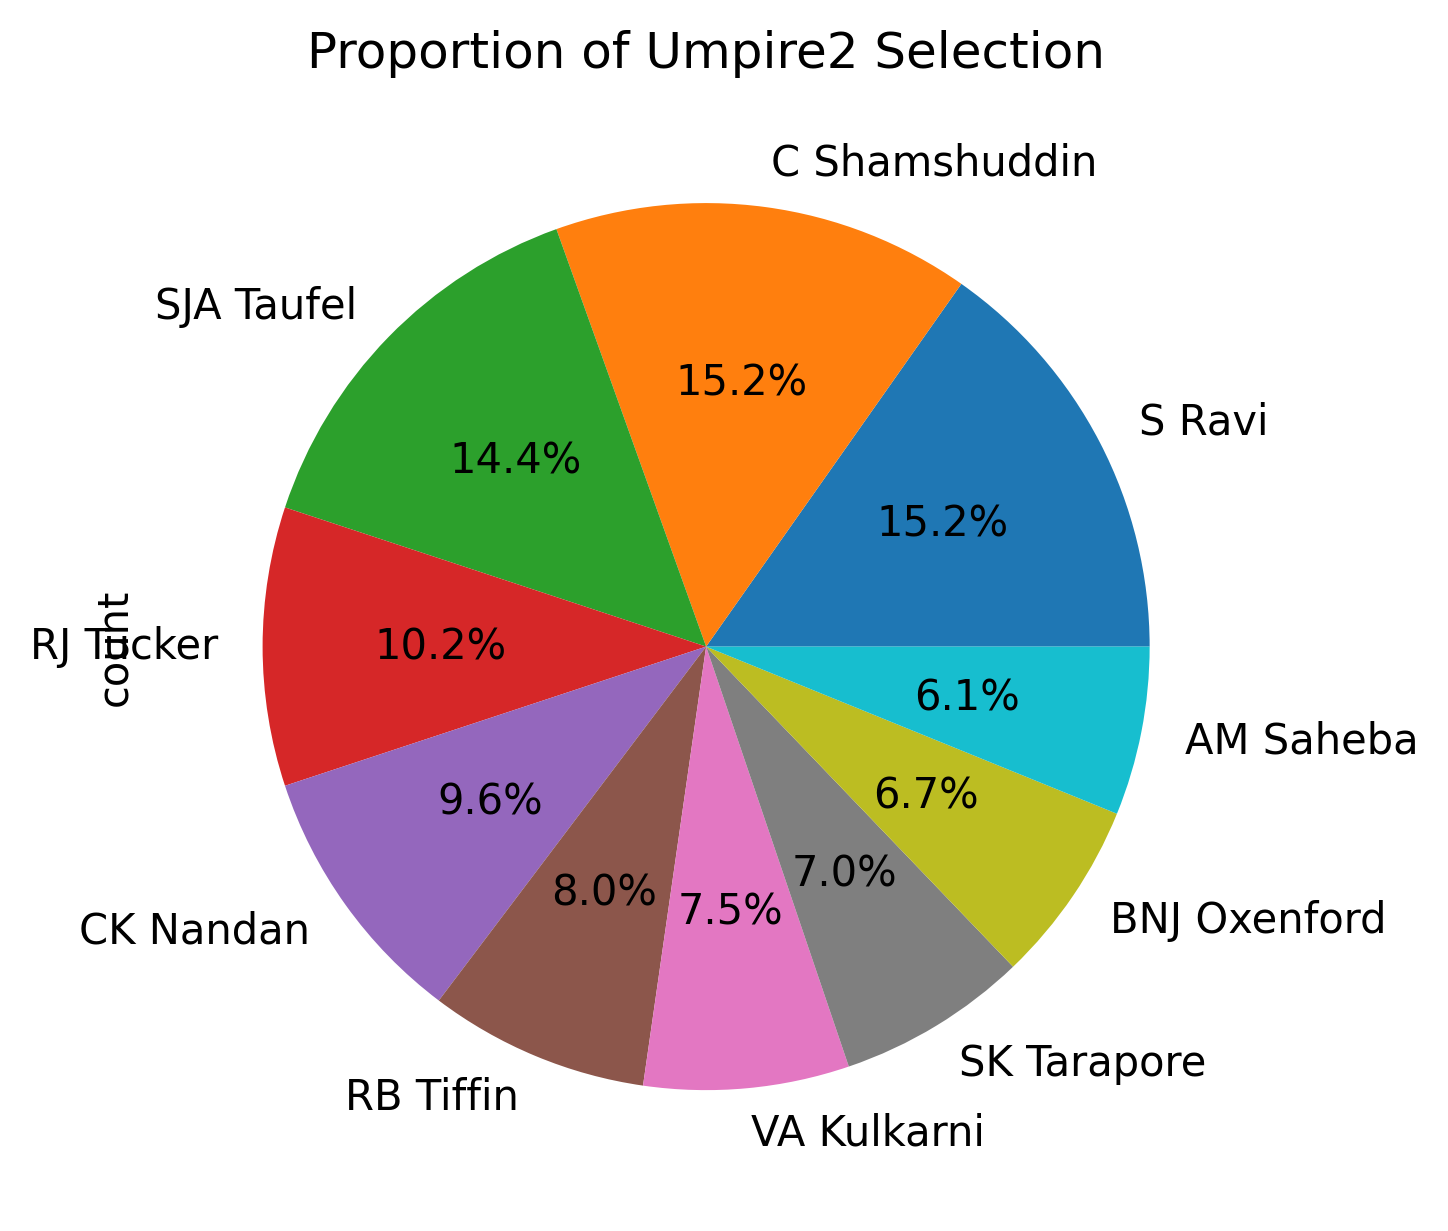 Proportion of Umpire2 Selection
C Shamshuddin
SJA Taufel
S Ravi
15.2%
14.4%
15.2%
count
RJ Tucker
10.2%
6.1%
AM Saheba
9.6%
6.7%
8.0%
7.5%
7.0%
CK Nandan
BNJ Oxenford
SK Tarapore
RB Tiffin
VA Kulkarni